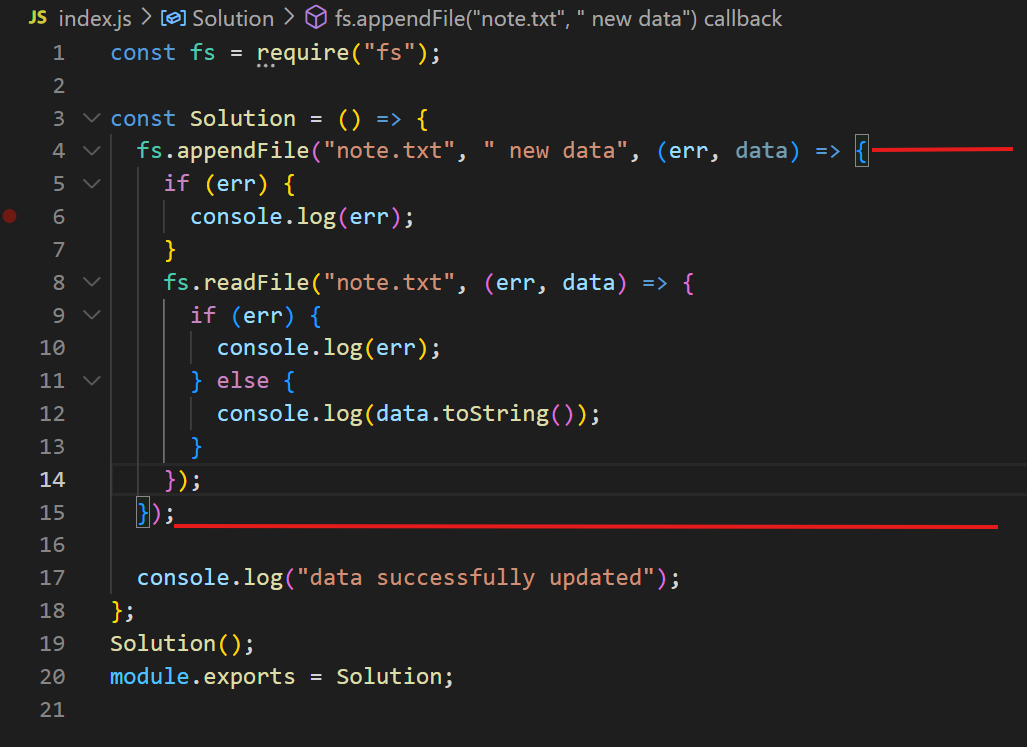 JS index.js > Solution > fs.appendFile("note.txt", " new data") callback
1 const fs = require("fs");
2
3 const Solution = () => {
4 fs.appendFile("note.txt", " new data", (err, data) => {
5 if (err) {
6 console.log(err);
7 }
8 fs.readFile("note.txt", (err, data) => {
9 if (err) {
10 console.log(err);
11 } else {
12 console.log(data.toString());
13 }
14 });
15 });
16
17 console.log("data successfully updated");
18 };
19 Solution();
20 module.exports = Solution;
21